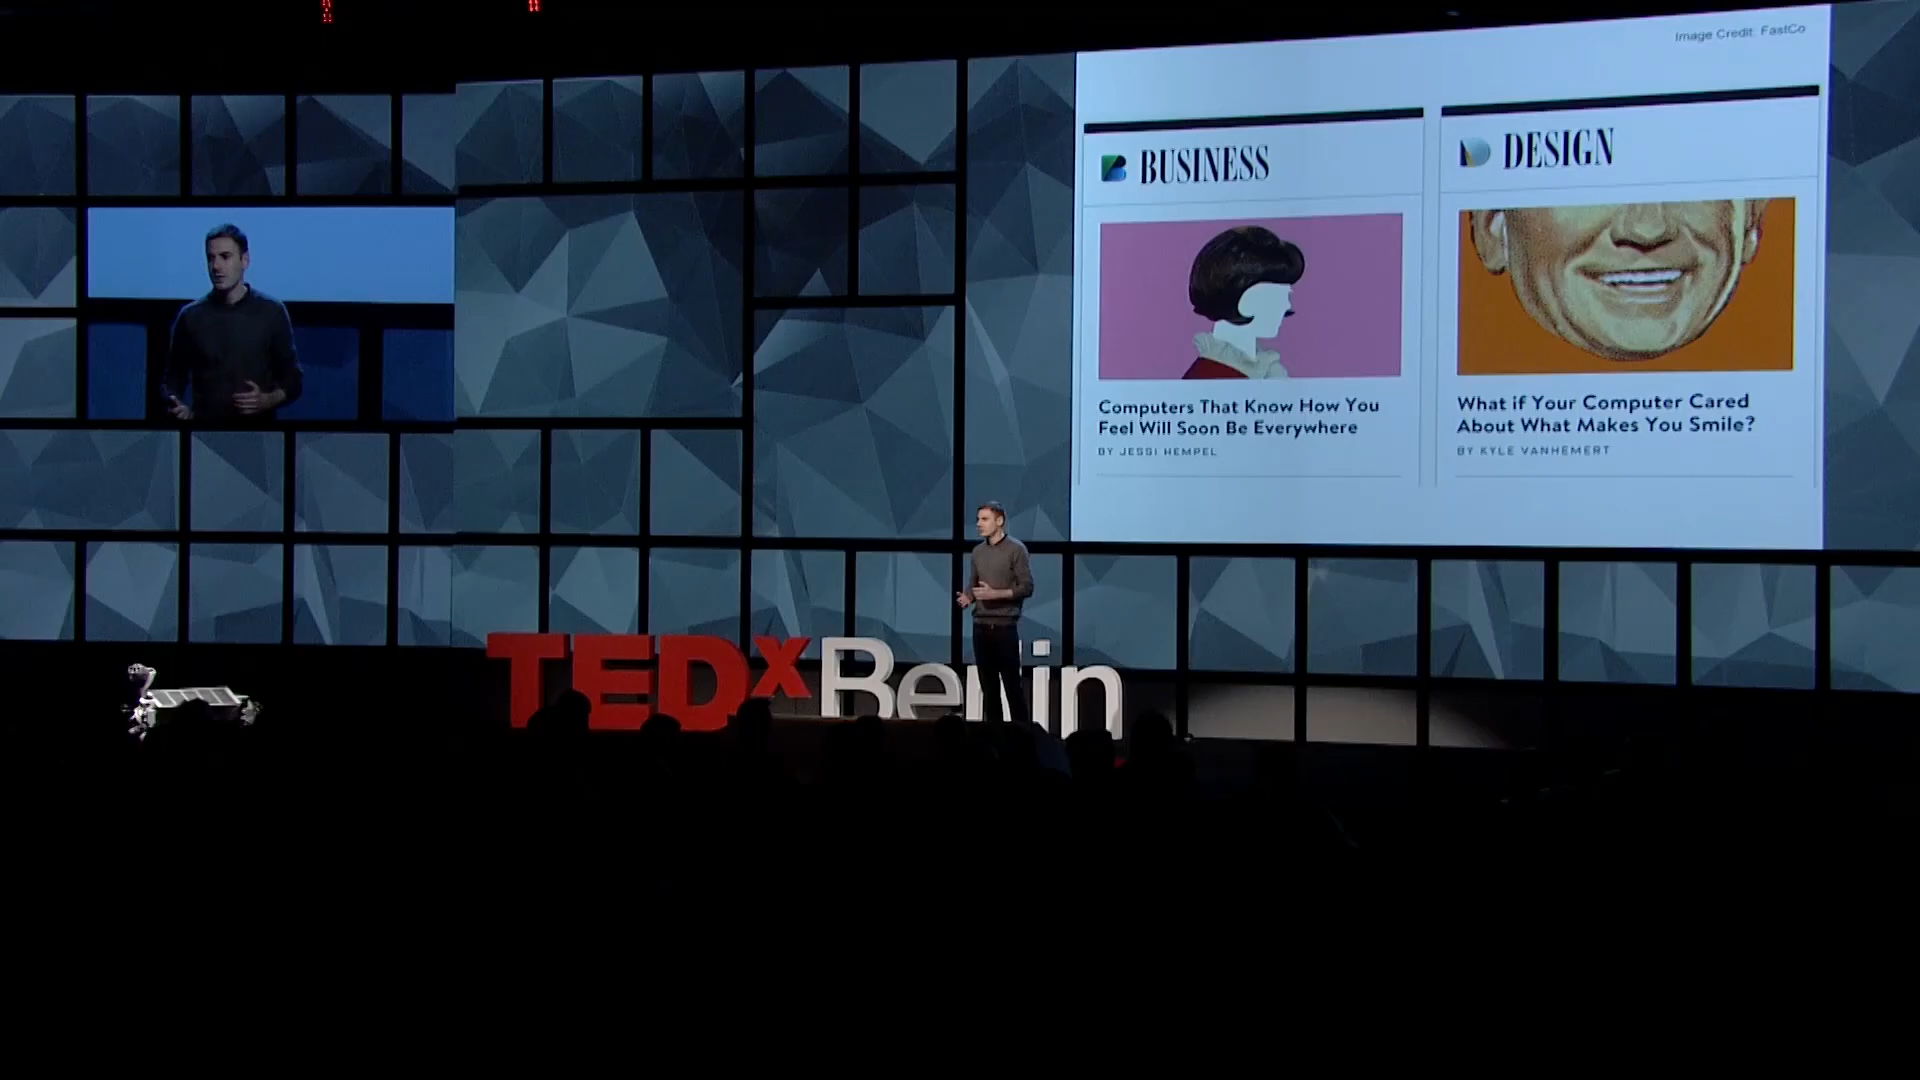 Image Credit: FastCo
BUSINESS
DESIGN
Computers That Know How You
Feel Will Soon Be Everywhere
BY JESSI HEMPEL
What if Your Computer Cared
About What Makes You Smile?
BY KYLE VANHEMERT
TEDxBerlin